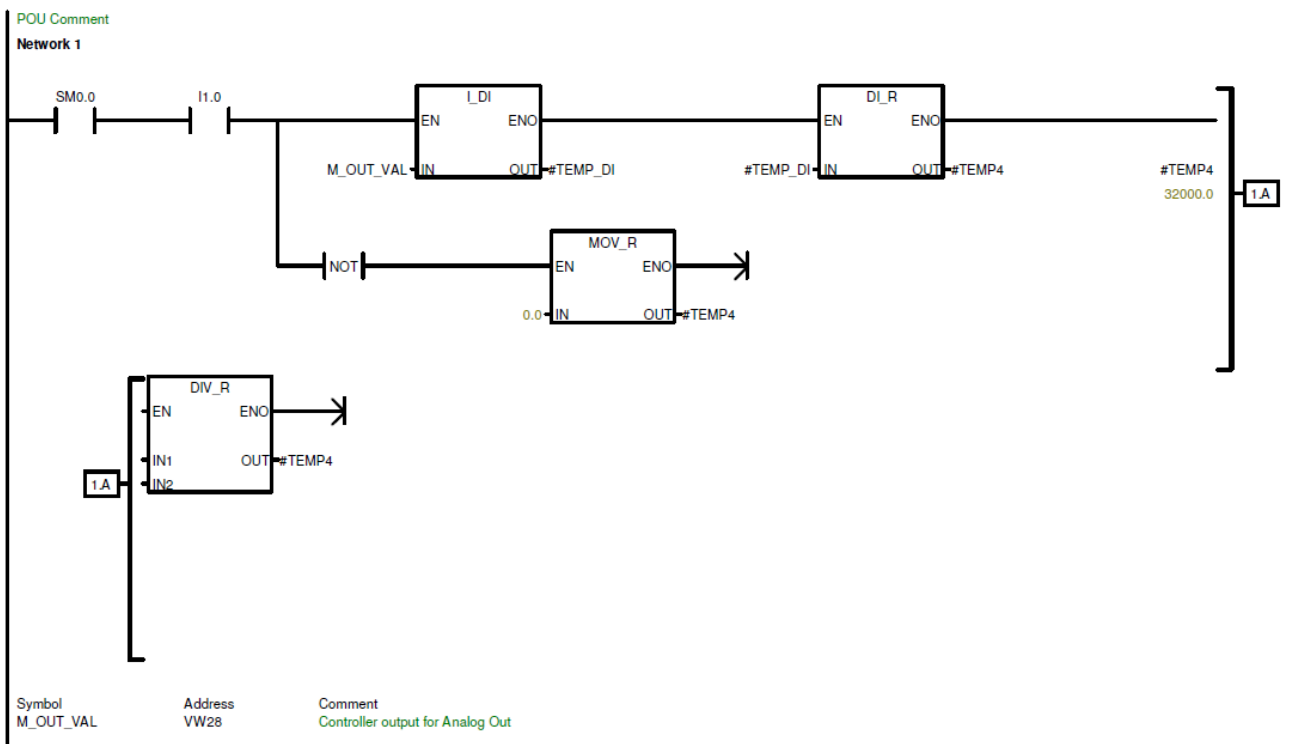 POU Comment
Network 1
SM0.0 I1.0 I_DI DI_R
EN ENO EN ENO
M_OUT_VAL IN OUT #TEMP_DI #TEMP_DI IN OUT #TEMP4 #TEMP4
32000.0 1.A
MOV_R
NOT EN ENO
0.0 IN OUT #TEMP4
DIV_R
EN ENO
IN1 OUT #TEMP4
1.A IN2
Symbol Address Comment
M_OUT_VAL VW28 Controller output for Analog Out